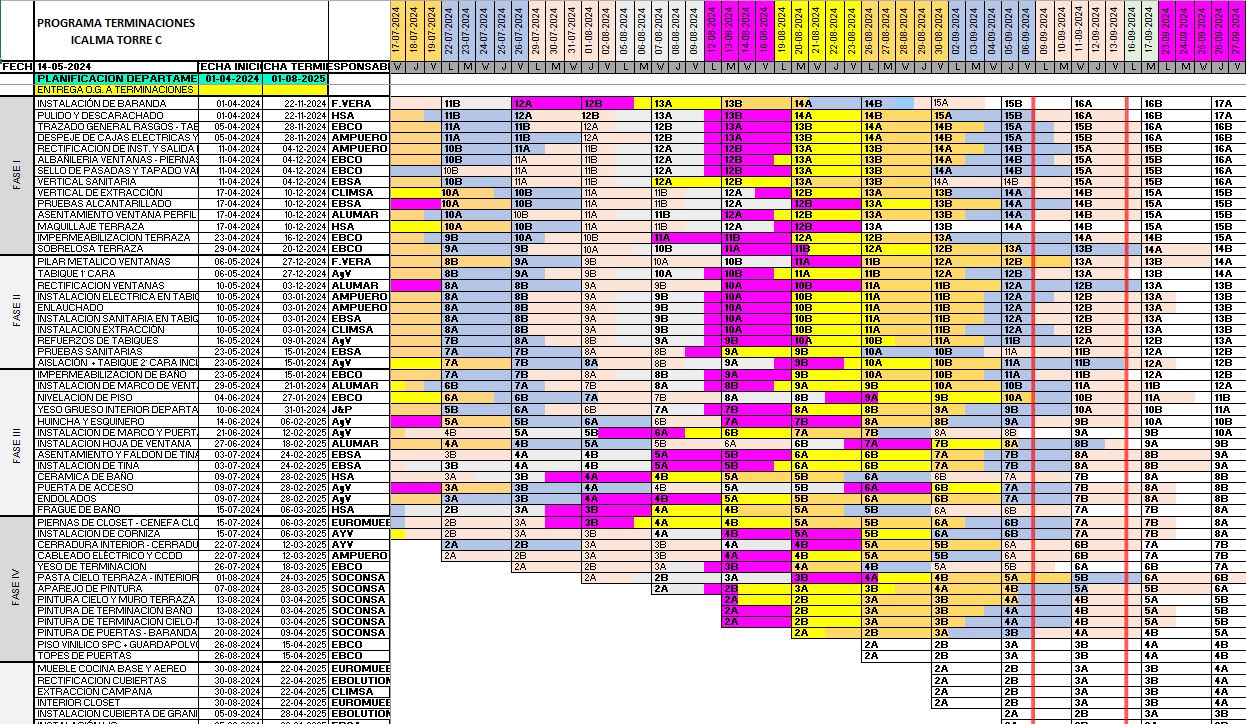 PROGRAMA TERMINACIONES
ICALMA TORRE C
17-07-2024 18-07-2024 19-07-2024 22-07-2024 23-07-2024 24-07-2024 25-07-2024 26-07-2024 29-07-2024 30-07-2024 31-07-2024 01-08-2024 02-08-2024 05-08-2024 06-08-2024 07-08-2024 08-08-2024 09-08-2024 12-08-2024 13-08-2024 14-08-2024 16-08-2024 19-08-2024 20-08-2024 21-08-2024 22-08-2024 23-08-2024 26-08-2024 27-08-2024 28-08-2024 29-08-2024 30-08-2024 02-09-2024 03-09-2024 04-09-2024 05-09-2024 06-09-2024 09-09-2024 10-09-2024 11-09-2024 12-09-2024 13-09-2024 16-09-2024 17-09-2024 23-09-2024 24-09-2024 25-09-2024 26-09-2024 27-09-2024
FECH 14-05-2024 ECHA INICI CHA TERMI ESPONSAB
PLANIFICACION DEPARTAME 01-04-2024 01-08-2025
ENTREGA O.G. A TERMINACIONES
FASE I
INSTALACIÓN DE BARANDA 01-04-2024 22-11-2024 F.VERA 11B 12A 12B 13A 13B 14A 14B 15A 15B 16A 16B 17A
PULIDO Y DESCARACHADO 01-04-2024 22-11-2024 HSA 11B 12A 12B 13A 13B 14A 14B 15A 15B 16A 16B 17A
TRAZADO GENERAL RASGOS - TAB 05-04-2024 28-11-2024 EBCO 11A 11B 12A 12B 13A 13B 14A 14B 15A 15B 16A 16B
DESPEJE DE CAJAS ELECTRICAS Y 05-04-2024 28-11-2024 AMPUERO 11A 11B 12A 12B 13A 13B 14A 14B 15A 15B 16A 16B
RECTIFICACION DE INST. Y SALIDA 11-04-2024 04-12-2024 AMPUERO 10B 11A 11B 12A 12B 13A 13B 14A 14B 15A 15B 16A
ALBAÑILERIA VENTANAS - PIERNAS 11-04-2024 04-12-2024 EBCO 10B 11A 11B 12A 12B 13A 13B 14A 14B 15A 15B 16A
SELLO DE PASADAS Y TAPADO VA 11-04-2024 04-12-2024 EBCO 10B 11A 11B 12A 12B 13A 13B 14A 14B 15A 15B 16A
VERTICAL SANITARIA 11-04-2024 04-12-2024 EBSA 10B 11A 11B 12A 12B 13A 13B 14A 14B 15A 15B 16A
VERTICAL DE EXTRACCIÓN 17-04-2024 10-12-2024 CLIMSA 10A 10B 11A 11B 12A 12B 13A 13B 14A 14B 15A 15B
PRUEBAS ALCANTARILLADO 17-04-2024 10-12-2024 EBSA 10A 10B 11A 11B 12A 12B 13A 13B 14A 14B 15A 15B
ASENTAMIENTO VENTANA PERFIL 17-04-2024 10-12-2024 ALUMAR 10A 10B 11A 11B 12A 12B 13A 13B 14A 14B 15A 15B
MAQUILLAJE TERRAZA 17-04-2024 10-12-2024 HSA 10A 10B 11A 11B 12A 12B 13A 13B 14A 14B 15A 15B
IMPERMEABILIZACIÓN TERRAZA 23-04-2024 16-12-2024 EBCO 9B 10A 10B 11A 11B 12A 12B 13A 13B 14A 14B 15A
SOBRELOSA TERRAZA 29-04-2024 20-12-2024 EBCO 9A 9B 10A 10B 11B 11B 12A 12B 13A 13B 14A 14B
FASE II
PILAR METALICO VENTANAS 06-05-2024 27-12-2024 F.VERA 8B 9A 9B 10A 10B 11A 11B 12A 12B 13A 13B 14A
TABIQUE 1° CARA 06-05-2024 27-12-2024 AyV 8B 9A 9B 10A 10B 11A 11B 12A 12B 13A 13B 14A
RECTIFICACION VENTANAS 10-05-2024 03-12-2024 ALUMAR 8A 8B 9A 9B 10A 10B 11A 11B 12A 12B 13A 13B
INSTALACION ELECTRICA EN TABIQ 10-05-2024 03-01-2024 AMPUERO 8A 8B 9A 9B 10A 10B 11A 11B 12A 12B 13A 13B
ENLAUCHADO 10-05-2024 03-01-2024 AMPUERO 8A 8B 9A 9B 10A 10B 11A 11B 12A 12B 13A 13B
INSTALACION SANITARIA EN TABIQ 10-05-2024 03-01-2024 EBSA 8A 8B 9A 9B 10A 10B 11A 11B 12A 12B 13A 13B
INSTALACION EXTRACCIÓN 10-05-2024 03-01-2024 CLIMSA 8A 8B 9A 9B 10A 10B 11A 11B 12A 12B 13A 13B
REFUERZOS DE TABIQUES 16-05-2024 09-01-2024 AyV 7B 8A 8B 9A 9B 10A 10B 11A 11B 12A 12B 13A
PRUEBAS SANITARIAS 23-05-2024 15-01-2024 EBSA 7A 7B 8A 8B 9A 9B 10A 10B 11A 11B 12A 12B
AISLACIÓN + TABIQUE 2° CARA INCL 23-05-2024 15-01-2024 AyV 7A 7B 8A 8B 9A 9B 10A 10B 11A 11B 12A 12B
FASE III
IMPERMEABILIZACION DE BAÑO 23-05-2024 15-01-2024 EBCO 7A 7B 8A 8B 9A 9B 10A 10B 11A 11B 12A 12B
INSTALACION DE MARCO DE VENT. 29-05-2024 21-01-2024 ALUMAR 6B 7A 7B 8A 8B 9A 9B 10A 10B 11A 11B 12A
NIVELACION DE PISO 04-06-2024 27-01-2024 EBCO 6A 6B 7A 7B 8A 8B 9A 9B 10A 10B 11A 11B
YESO GRUESO INTERIOR DEPARTA 10-06-2024 31-01-2024 J&P 5B 6A 6B 7A 7B 8A 8B 9A 9B 10A 10B 11A
HUINCHA Y ESQUINERO 14-06-2024 06-02-2025 AyV 5A 5B 6A 6B 7A 7B 8B 8B 9A 9B 10A 10B
INSTALACION DE MARCO Y PUERT. 21-06-2024 12-02-2025 AyV 4B 5A 5B 6A 6B 7A 7B 8A 8B 9A 9B 10A
INSTALACION HOJA DE VENTANA 27-06-2024 18-02-2025 ALUMAR 4A 4B 5A 5B 6A 6B 7A 7B 8A 8B 9A 9B
ASENTAMIENTO Y FALDON DE TINA 03-07-2024 24-02-2025 EBSA 3B 4A 4B 5A 5B 6A 6B 7A 7B 8A 8B 9A
INSTALACION DE TINA 03-07-2024 24-02-2025 EBSA 3B 4A 4B 5A 5B 6A 6B 7A 7B 8A 8B 9A
CERAMICA DE BAÑO 09-07-2024 28-02-2025 HSA 3A 3B 4A 4B 5A 5B 6A 6B 7A 7B 8A 8B
PUERTA DE ACCESO 09-07-2024 28-02-2025 AyV 3A 3B 4A 4B 5A 5B 6A 6B 7A 7B 8A 8B
ENDOLADOS 09-07-2024 28-02-2025 AyV 3A 3B 4A 4B 5A 5B 6A 6B 7A 7B 8A 8B
FRAGUE DE BAÑO 15-07-2024 06-03-2025 HSA 2B 3A 3B 4A 4B 5A 5B 6A 6B 7A 7B 8A
FASE IV
PIERNAS DE CLOSET - CENEFA CLO 15-07-2024 06-03-2025 EUROMUEE 2B 3A 3B 4A 4B 5A 5B 6A 6B 7A 7B 8A
INSTALACION DE CORNIZA 15-07-2024 06-03-2025 AYV 2B 3A 3B 4A 4B 5A 5B 6A 6B 7A 7B 8A
CERRADURA INTERIOR - CERRADU 22-07-2024 12-03-2025 AYV 2A 2B 3A 3B 4A 4B 5A 5B 6A 6B 7A 7B
CABLEADO ELECTRICO Y CCDD 22-07-2024 12-03-2025 AMPUERO 2A 2B 3A 3B 4A 4B 5A 5B 6A 6B 7A 7B
YESO DE TERMINACION 26-07-2024 18-03-2025 EBCO 2A 2B 3A 3B 4A 4B 5A 5B 6A 6B 7A
PASTA CIELO TERRAZA - INTERIOR 01-08-2024 24-03-2025 SOCONSA 2A 2B 3A 3B 4A 4B 5A 5B 6A 6B
APAREJO DE PINTURA 07-08-2024 28-03-2025 SOCONSA 2A 2B 3A 3B 4A 4B 5A 5B 6A
PINTURA CIELO Y MURO TERRAZA 13-08-2024 03-04-2025 SOCONSA 2A 2B 3A 3B 4A 4B 5A 5B
PINTURA DE TERMINACION BAÑO 13-08-2024 03-04-2025 SOCONSA 2A 2B 3A 3B 4A 4B 5A 5B
PINTURA DE TERMINACION CIELO-M 13-08-2024 03-04-2025 SOCONSA 2A 2B 3A 3B 4A 4B 5A 5B
PINTURA DE PUERTAS - BARANDA 20-08-2024 09-04-2025 SOCONSA 2A 2B 3A 3B 4A 4B 5A
PISO VINILICO SPC + GUARDAPOLVO 26-08-2024 15-04-2025 EBCO 2A 2B 3A 3B 4A 4B
TOPES DE PUERTAS 26-08-2024 15-04-2025 EBCO 2A 2B 3A 3B 4A 4B
MUEBLE COCINA BASE Y AEREO 30-08-2024 22-04-2025 EUROMUEE 2A 2B 3A 3B 4A
RECTIFICACION CUBIERTAS 30-08-2024 22-04-2025 EBOLUTION 2A 2B 3A 3B 4A
EXTRACCION CAMPANA 30-08-2024 22-04-2025 CLIMSA 2A 2B 3A 3B 4A
INTERIOR CLOSET 30-08-2024 22-04-2025 EUROMUEE 2A 2B 3A 3B 4A
INSTALACIÓN CUBIERTA DE GRANI 05-09-2024 28-04-2025 EBOLUTION 2A 2B 3A 3B